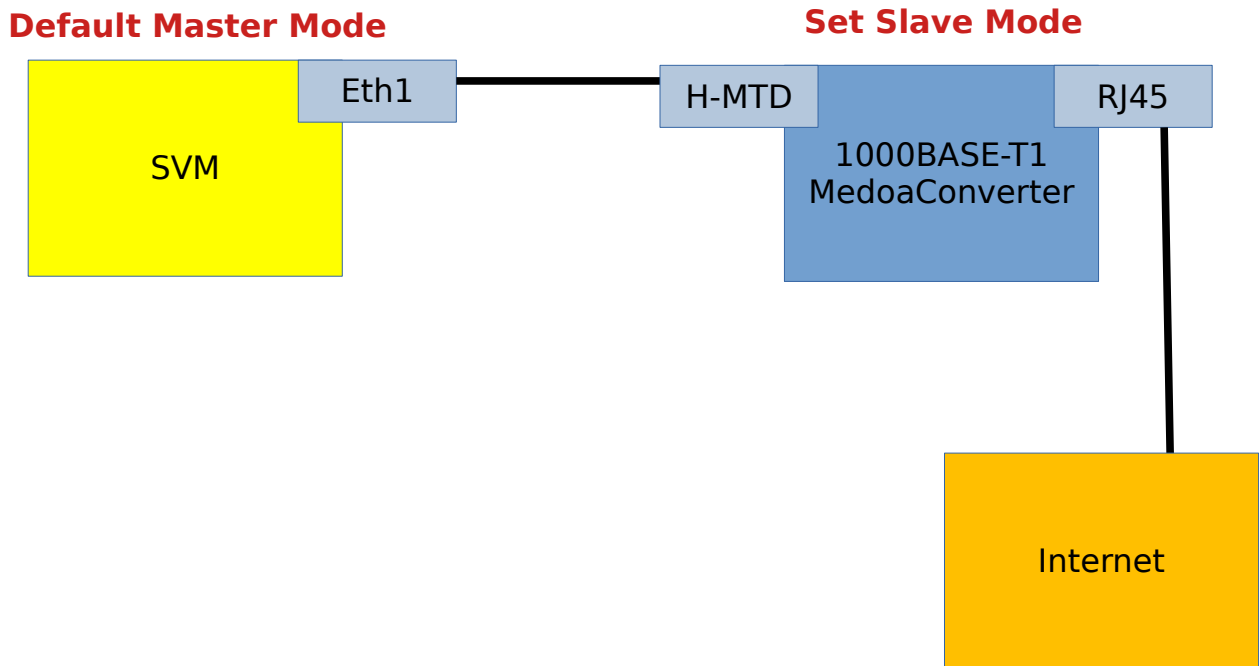 Default Master Mode
Set Slave Mode
Eth1
H-MTD
RJ45
SVM
1000BASE-T1
MedoaConverter
Internet